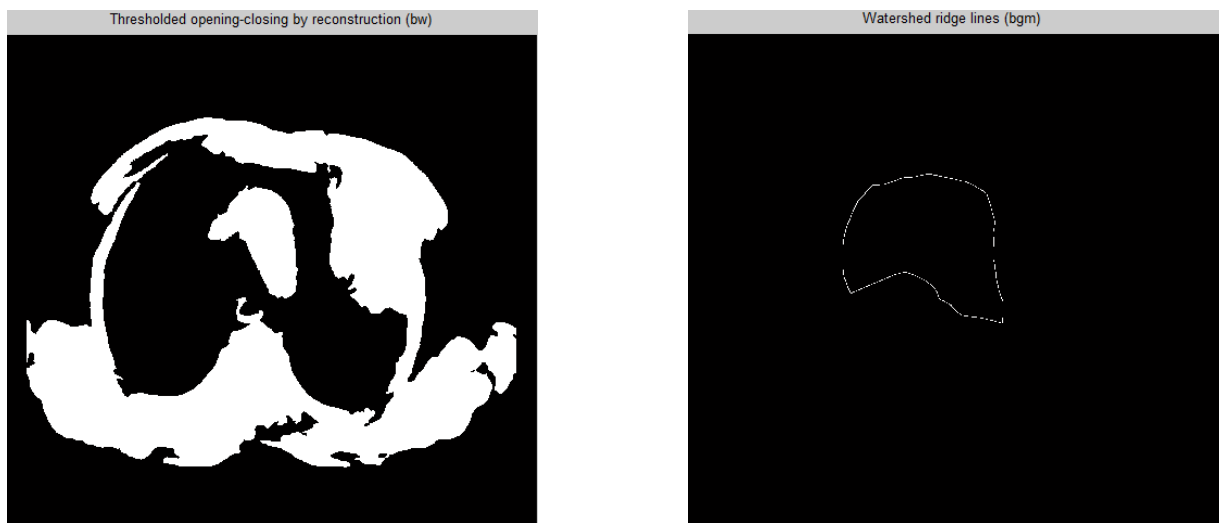 Thresholded opening-closing by reconstruction (bw)
Watershed ridge lines (bgm)